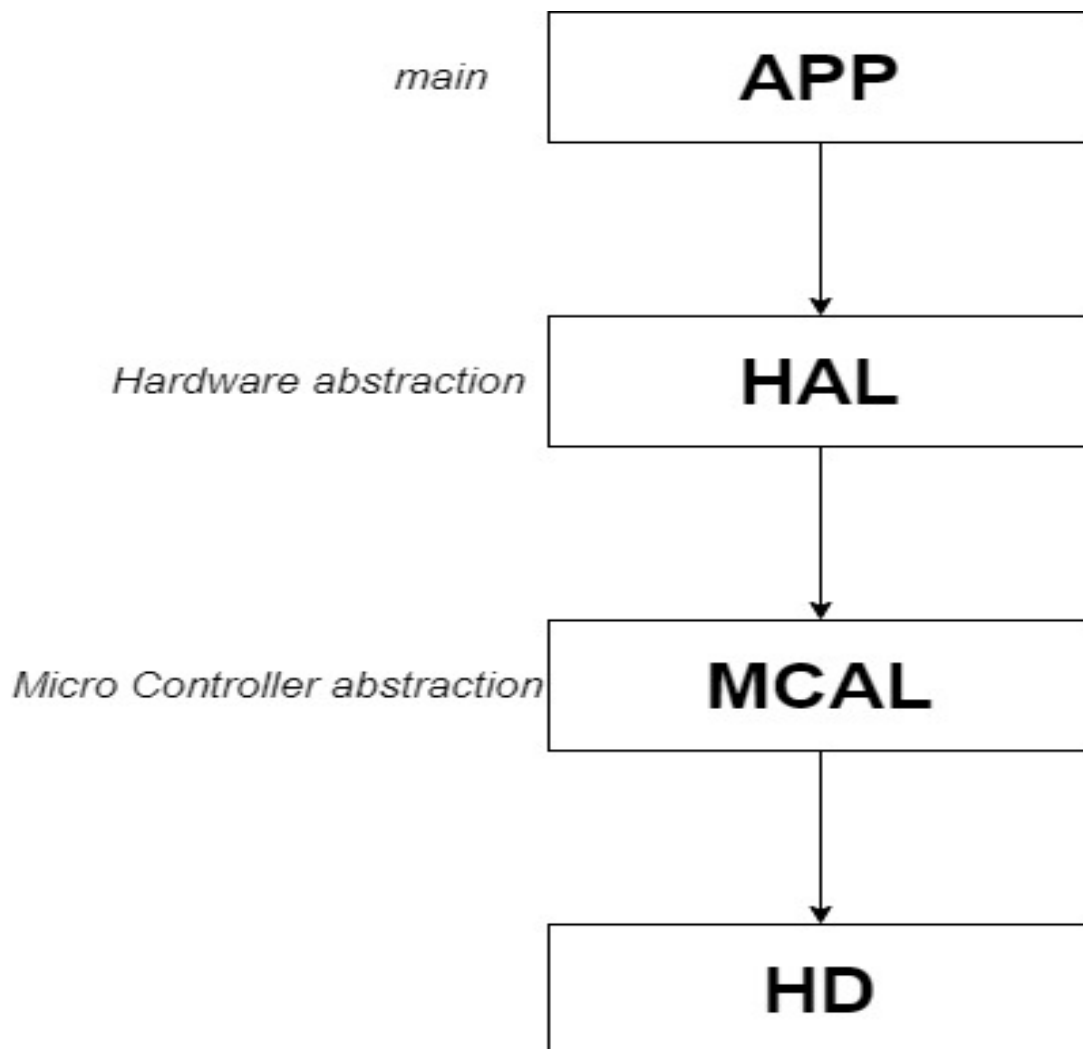 main
APP
Hardware abstraction
HAL
Micro Controller abstraction
MCAL
HD